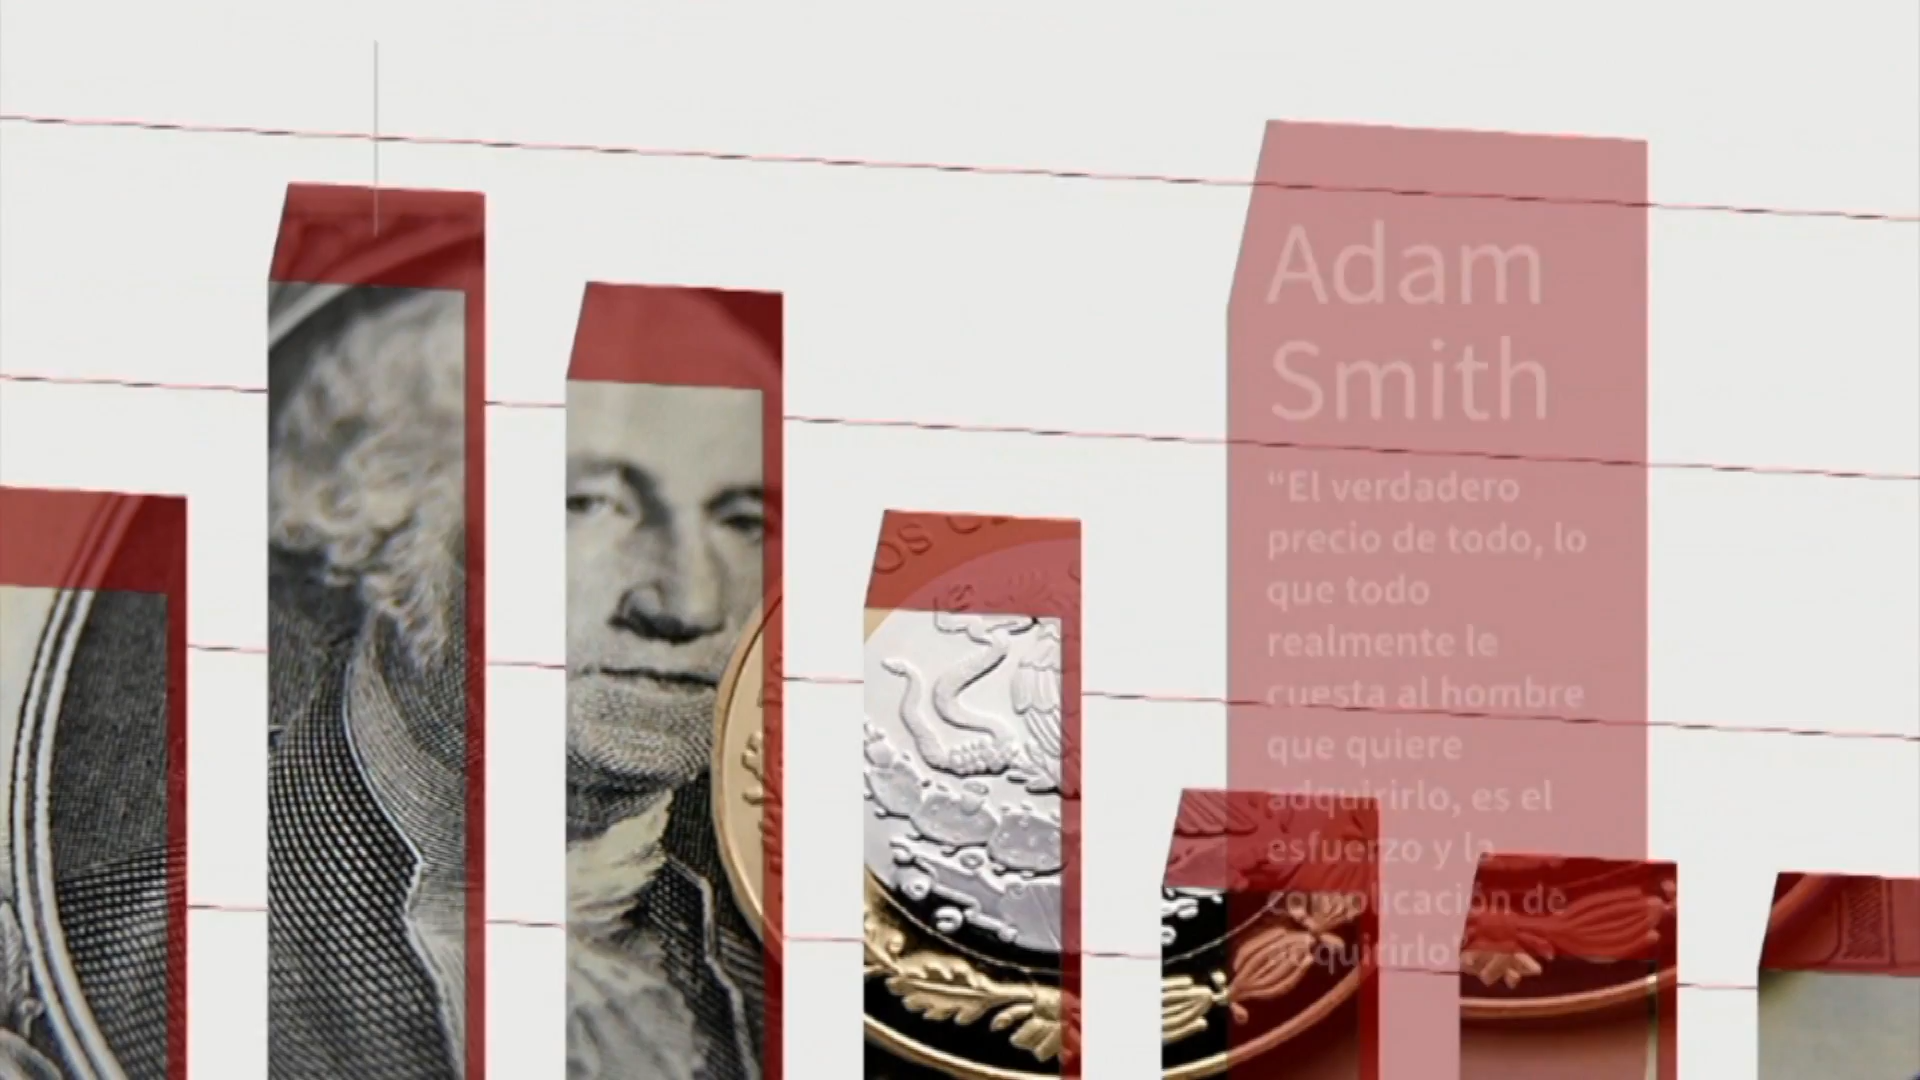 Adam
Smith
“El verdadero
precio de todo, lo
que todo
realmente le
cuesta al hombre
que quiere
adquirirlo, es el
esfuerzo y la
complicación de
adquirirlo”